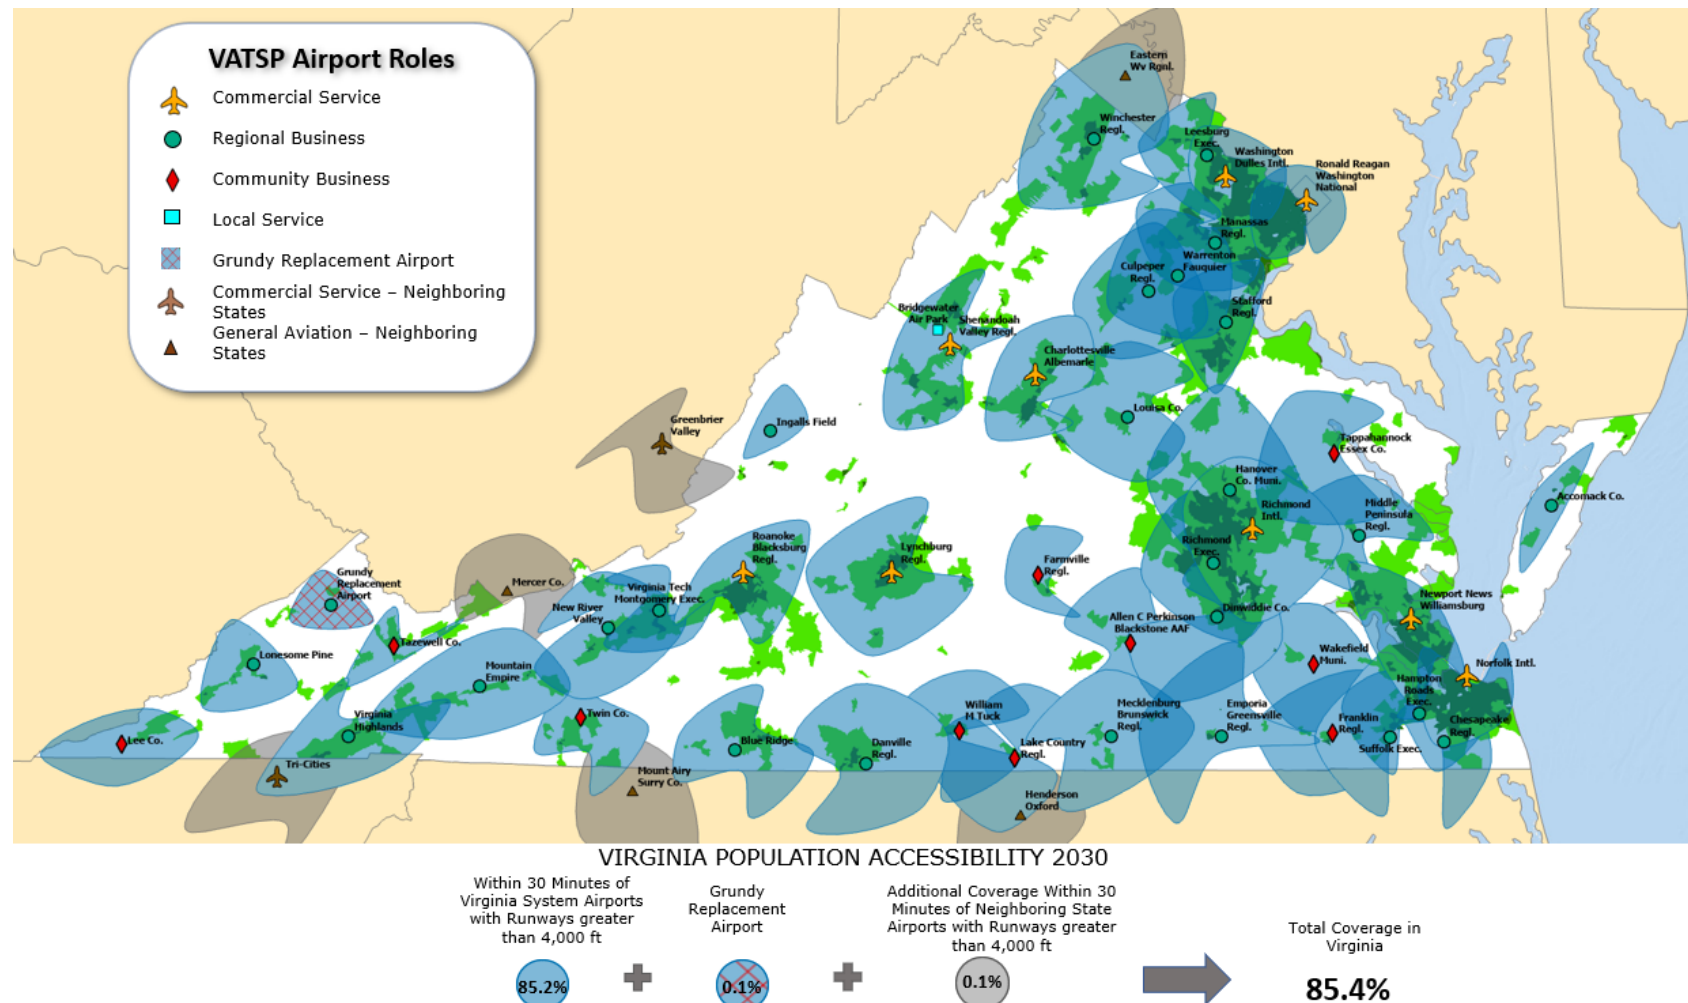 VATSP Airport Roles
Commercial Service
Regional Business
Community Business
Local Service
Grundy Replacement Airport
Commercial Service – Neighboring
States
General Aviation – Neighboring
States
Eastern
Wv Rgnl.
Winchester
Regl.
Leesburg
Exec.
Washington
Dulles Intl.
Ronald Reagan
Washington
National
Manassas
Regl.
Warrenton
Fauquier
Culpeper
Regl.
Stafford
Regl.
Bridgewater
Air Park
Shenandoah
Valley Regl.
Charlottesville
Albemarle
Louisa Co.
Greenbrier
Valley
Ingalls Field
Tappahannock
Essex Co.
Hanover
Co. Muni.
Richmond
Intl.
Middle
Peninsula
Regl.
Accomack Co.
Roanoke
Blacksburg
Regl.
Lynchburg
Regl.
Farmville
Regl.
Richmond
Exec.
Grundy
Replacement
Airport
Mercer Co.
Virginia Tech
Montgomery Exec.
New River
Valley
Newport News
Williamsburg
Dinwiddie Co.
Allen C Perkinson
Blackstone AAF
Tazewell Co.
Lonesome Pine
Mountain
Empire
Wakefield
Muni.
Norfolk Intl.
Hampton
Roads
Exec.
Virginia
Highlands
Twin Co.
William
M Tuck
Mecklenburg
Brunswick
Regl.
Emporia
Greensville
Regl.
Franklin
Regl.
Chesapeake
Regl.
Suffolk Exec.
Lee Co.
Blue Ridge
Danville
Regl.
Lake Country
Regl.
Tri-Cities
Mount Airy
Surry Co.
Henderson
Oxford
VIRGINIA POPULATION ACCESSIBILITY 2030
Within 30 Minutes of
Virginia System Airports
with Runways greater
than 4,000 ft
85.2%
Grundy
Replacement
Airport
0.1%
Additional Coverage Within 30
Minutes of Neighboring State
Airports with Runways greater
than 4,000 ft
0.1%
Total Coverage in
Virginia
85.4%